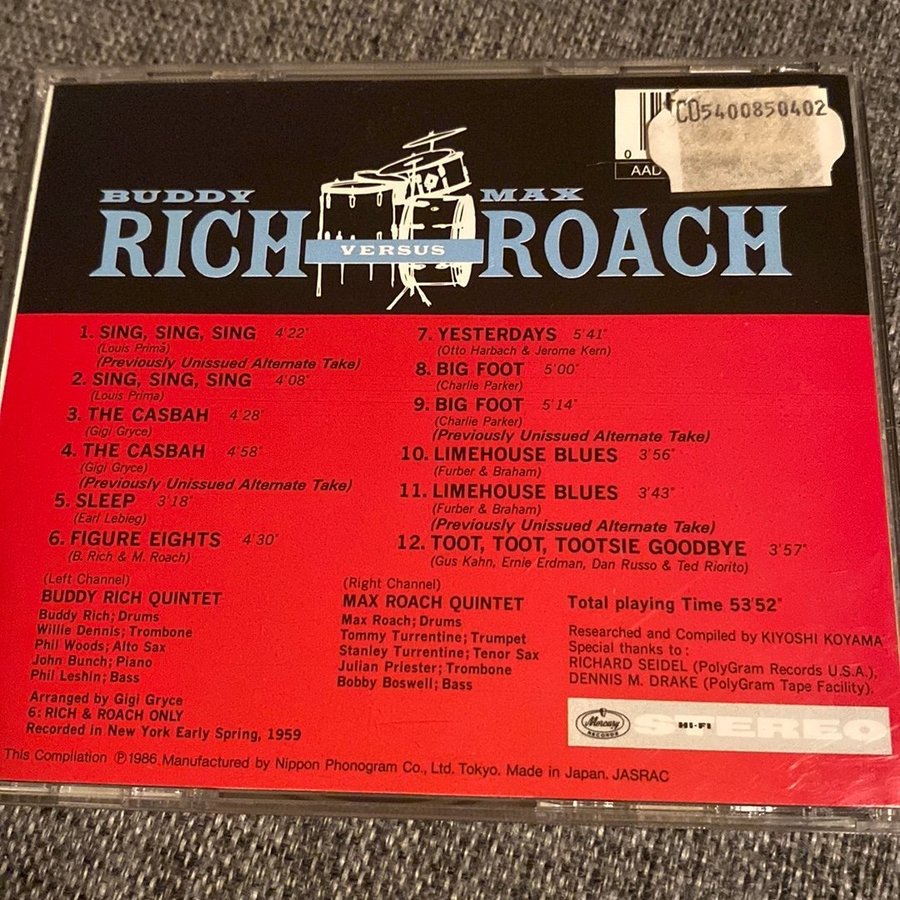 CD5400850402
0
AAD
BUDDY
RICH
VERSUS
MAX
ROACH
1. SING, SING, SING 4'22"
(Louis Prima)
(Previously Unissued Alternate Take)
2. SING, SING, SING 4'08"
(Louis Prima)
3. THE CASBAH 4'28"
(Gigi Gryce)
4. THE CASBAH 4'58"
(Gigi Gryce)
(Previously Unissued Alternate Take)
5. SLEEP 3'18"
(Earl Lebieg)
6. FIGURE EIGHTS 4'30"
(B. Rich & M. Roach)
7. YESTERDAYS 5'41"
(Otto Harbach & Jerome Kern)
8. BIG FOOT 5'00"
(Charlie Parker)
9. BIG FOOT 5'14"
(Charlie Parker)
(Previously Unissued Alternate Take)
10. LIMEHOUSE BLUES 3'56"
(Furber & Braham)
11. LIMEHOUSE BLUES 3'43"
(Furber & Braham)
(Previously Unissued Alternate Take)
12. TOOT, TOOT, TOOTSIE GOODBYE 3'57"
(Gus Kahn, Ernie Erdman, Dan Russo & Ted Riorito)
(Left Channel)
BUDDY RICH QUINTET
Buddy Rich; Drums
Willie Dennis; Trombone
Phil Woods; Alto Sax
John Bunch; Piano
Phil Leshin; Bass
Arranged by Gigi Gryce
6: RICH & ROACH ONLY
Recorded in New York Early Spring, 1959
(Right Channel)
MAX ROACH QUINTET
Max Roach; Drums
Tommy Turrentine; Trumpet
Stanley Turrentine; Tenor Sax
Julian Priester; Trombone
Bobby Boswell; Bass
Total playing Time 53'52"
Researched and Compiled by KIYOSHI KOYAMA
Special thanks to :
RICHARD SEIDEL (PolyGram Records U.S.A.),
DENNIS M. DRAKE (PolyGram Tape Facility).
Mercury
RECORDS
HI-FI
STEREO
This Compilation ℗1986 Manufactured by Nippon Phonogram Co., Ltd. Tokyo. Made in Japan. JASRAC